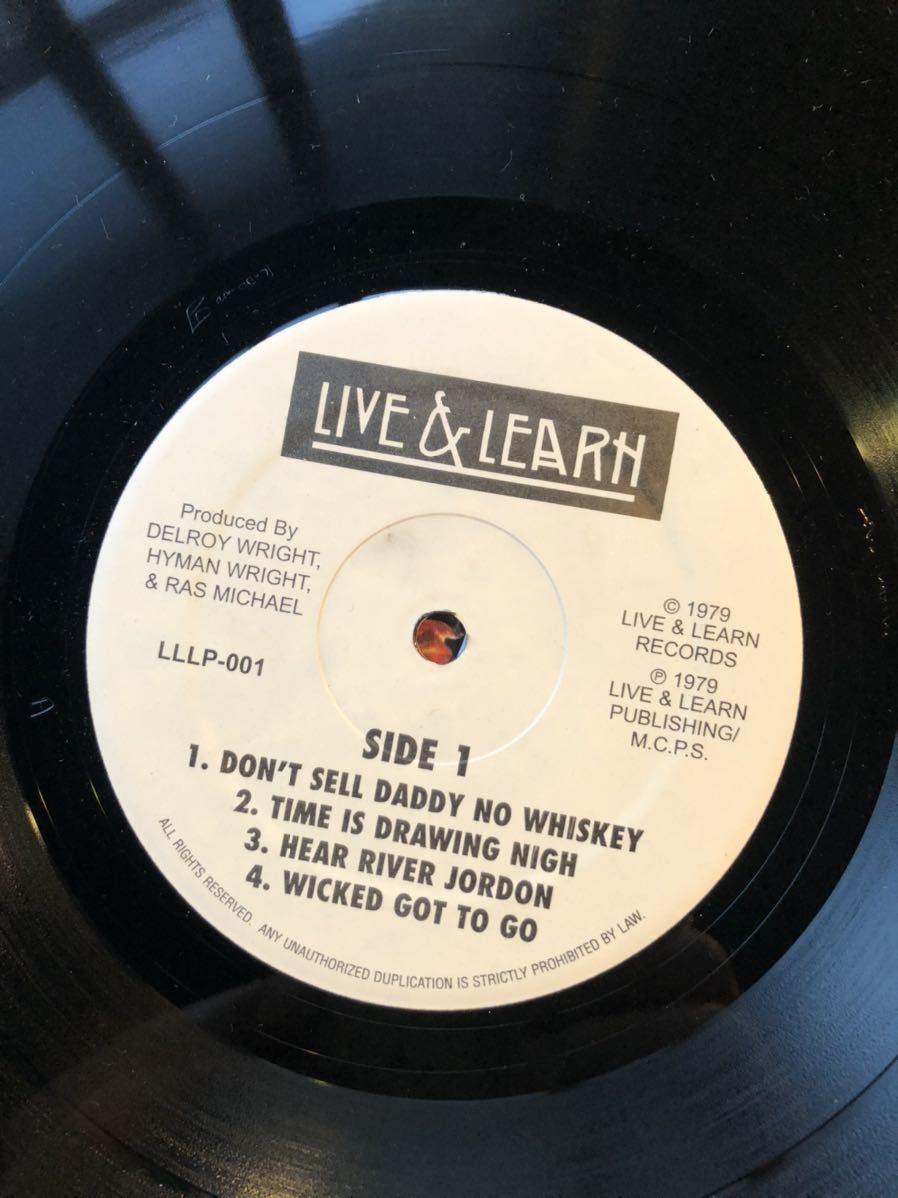 LIVE & LEARN
Produced By
DELROY WRIGHT,
HYMAN WRIGHT,
& RAS MICHAEL
LLLP-001
© 1979
LIVE & LEARN
RECORDS
℗ 1979
LIVE & LEARN
PUBLISHING/
M.C.P.S.
SIDE 1
1. DON'T SELL DADDY NO WHISKEY
2. TIME IS DRAWING NIGH
3. HEAR RIVER JORDON
4. WICKED GOT TO GO
ALL RIGHTS RESERVED. ANY UNAUTHORIZED DUPLICATION IS STRICTLY PROHIBITED BY LAW.